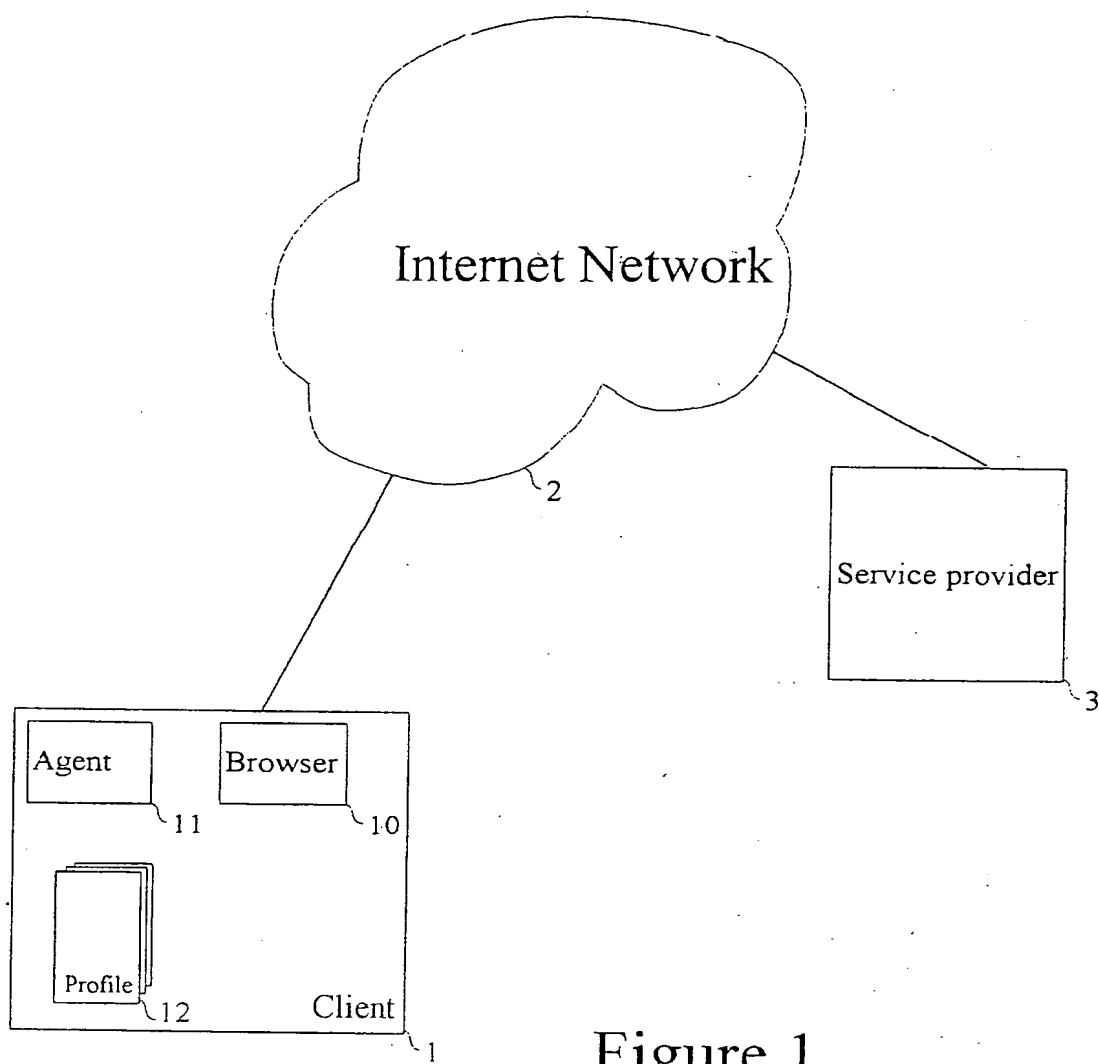 Internet Network
2
Service provider
3
Agent
Browser
11
10
Profile
12
Client
1
Figure 1